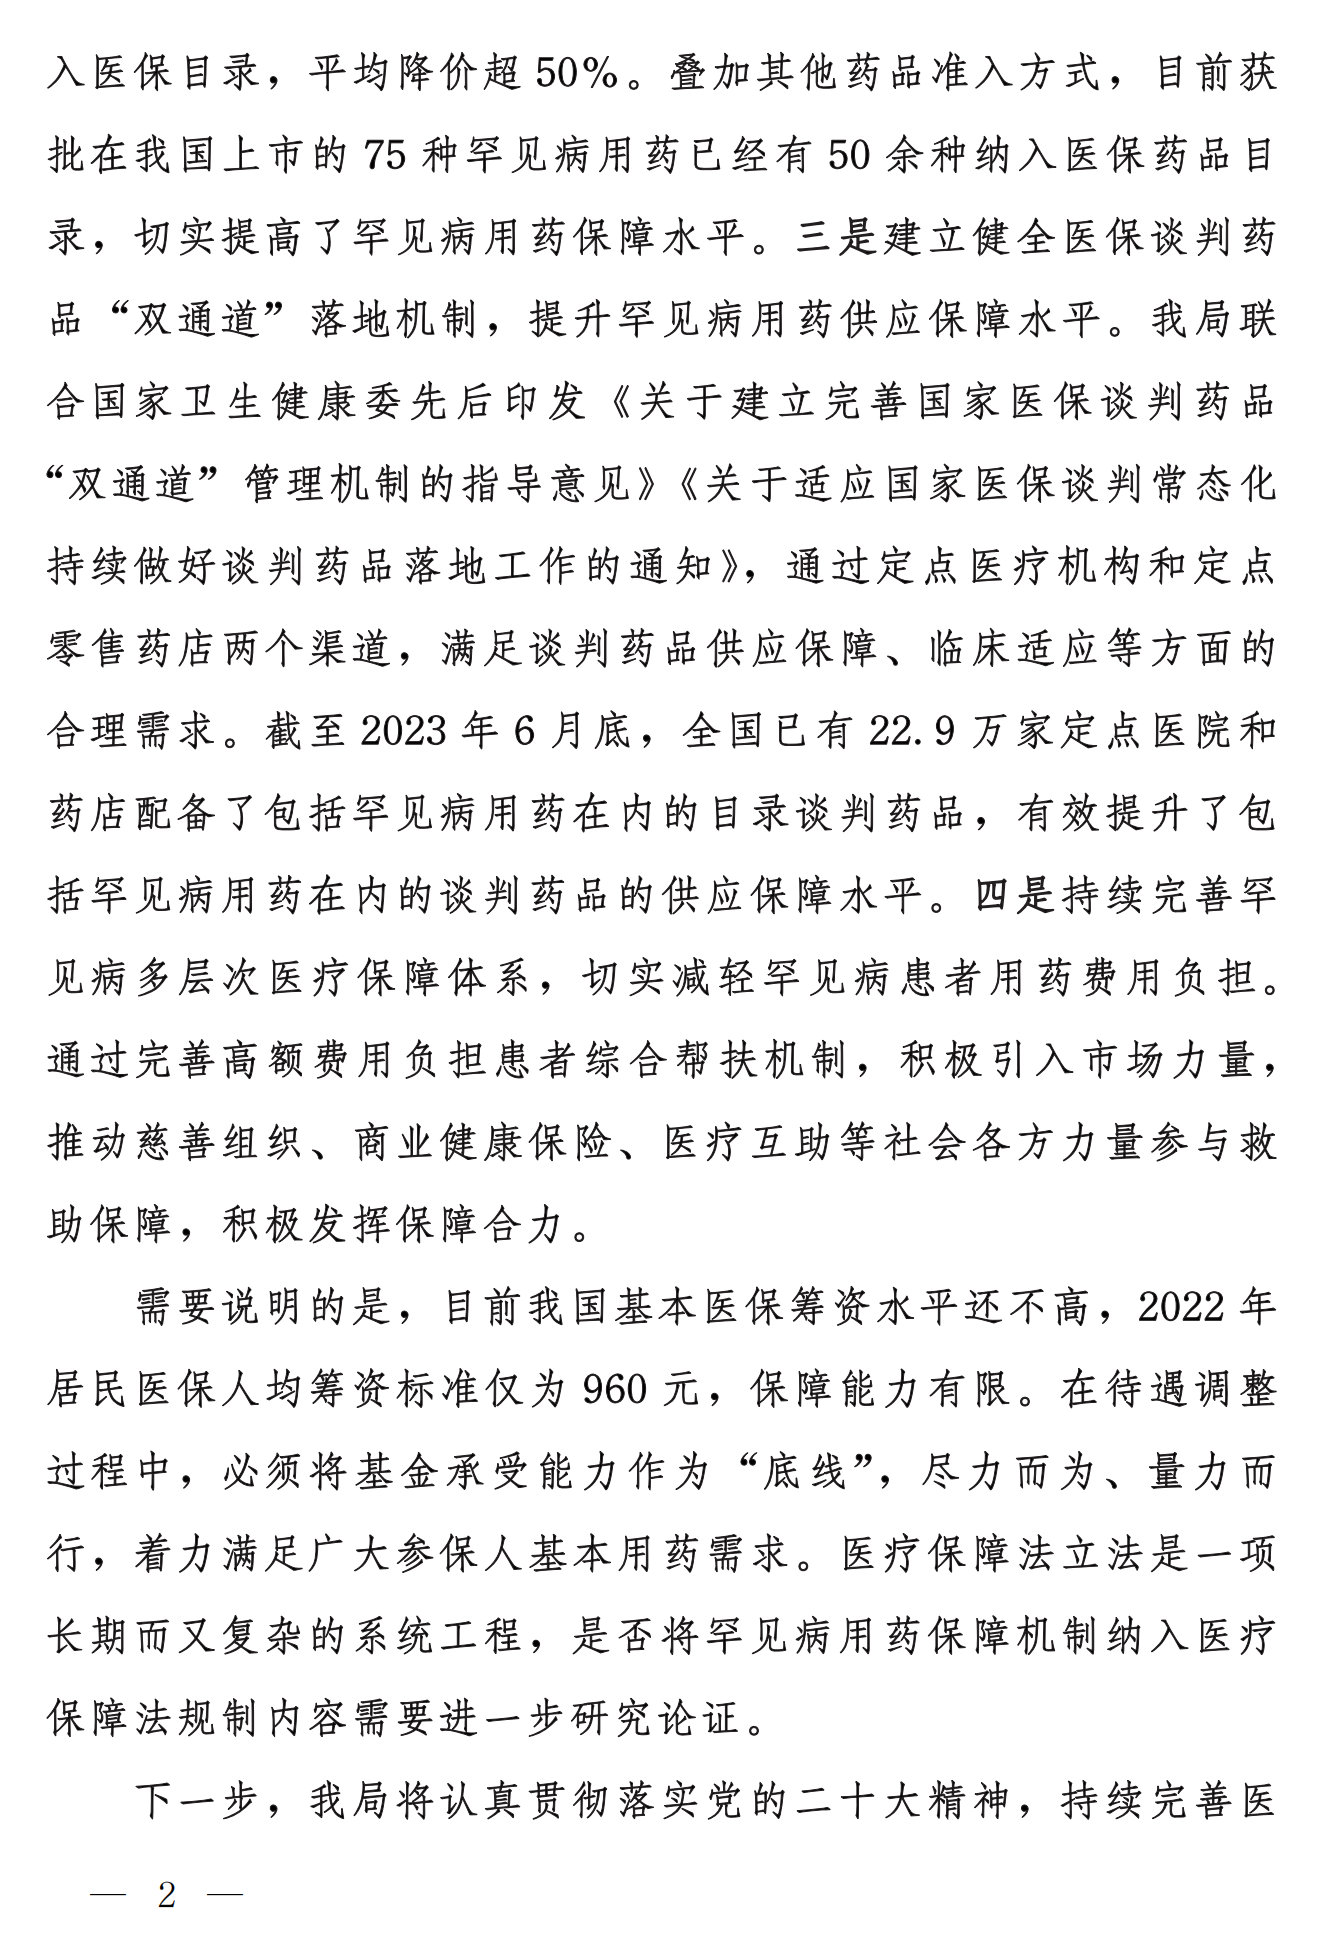 入医保目录，平均降价超50%。叠加其他药品准入方式，目前获
批在我国上市的75种罕见病用药已经有50余种纳入医保药品目
录，切实提高了罕见病用药保障水平。三是建立健全医保谈判药
品“双通道”落地机制，提升罕见病用药供应保障水平。我局联
合国家卫生健康委先后印发《关于建立完善国家医保谈判药品
“双通道”管理机制的指导意见》《关于适应国家医保谈判常态化
持续做好谈判药品落地工作的通知》，通过定点医疗机构和定点
零售药店两个渠道，满足谈判药品供应保障、临床适应等方面的
合理需求。截至2023年6月底，全国已有22.9万家定点医院和
药店配备了包括罕见病用药在内的目录谈判药品，有效提升了包
括罕见病用药在内的谈判药品的供应保障水平。四是持续完善罕
见病多层次医疗保障体系，切实减轻罕见病患者用药费用负担。
通过完善高额费用负担患者综合帮扶机制，积极引入市场力量，
推动慈善组织、商业健康保险、医疗互助等社会各方力量参与救
助保障，积极发挥保障合力。
需要说明的是，目前我国基本医保筹资水平还不高，2022年
居民医保人均筹资标准仅为960元，保障能力有限。在待遇调整
过程中，必须将基金承受能力作为“底线”，尽力而为、量力而
行，着力满足广大参保人基本用药需求。医疗保障法立法是一项
长期而又复杂的系统工程，是否将罕见病用药保障机制纳入医疗
保障法规制内容需要进一步研究论证。
下一步，我局将认真贯彻落实党的二十大精神，持续完善医
— 2 —